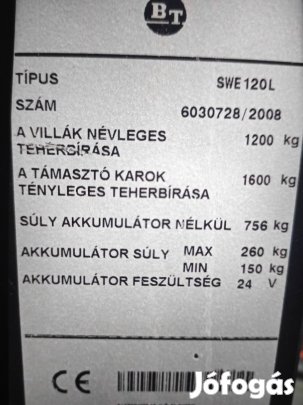 BT
TÍPUS SWE120L
SZÁM 6030728/2008
A VILLÁK NÉVLEGES 1200 kg
TEHERBÍRÁSA
A TÁMASZTÓ KAROK 1600 kg
TÉNYLEGES TEHERBÍRÁSA
SÚLY AKKUMULÁTOR NÉLKÜL 756 kg
AKKUMULÁTOR SÚLY MAX 260 kg
MIN 150 kg
AKKUMULÁTOR FESZÜLTSÉG 24 V
CE
Jófogás